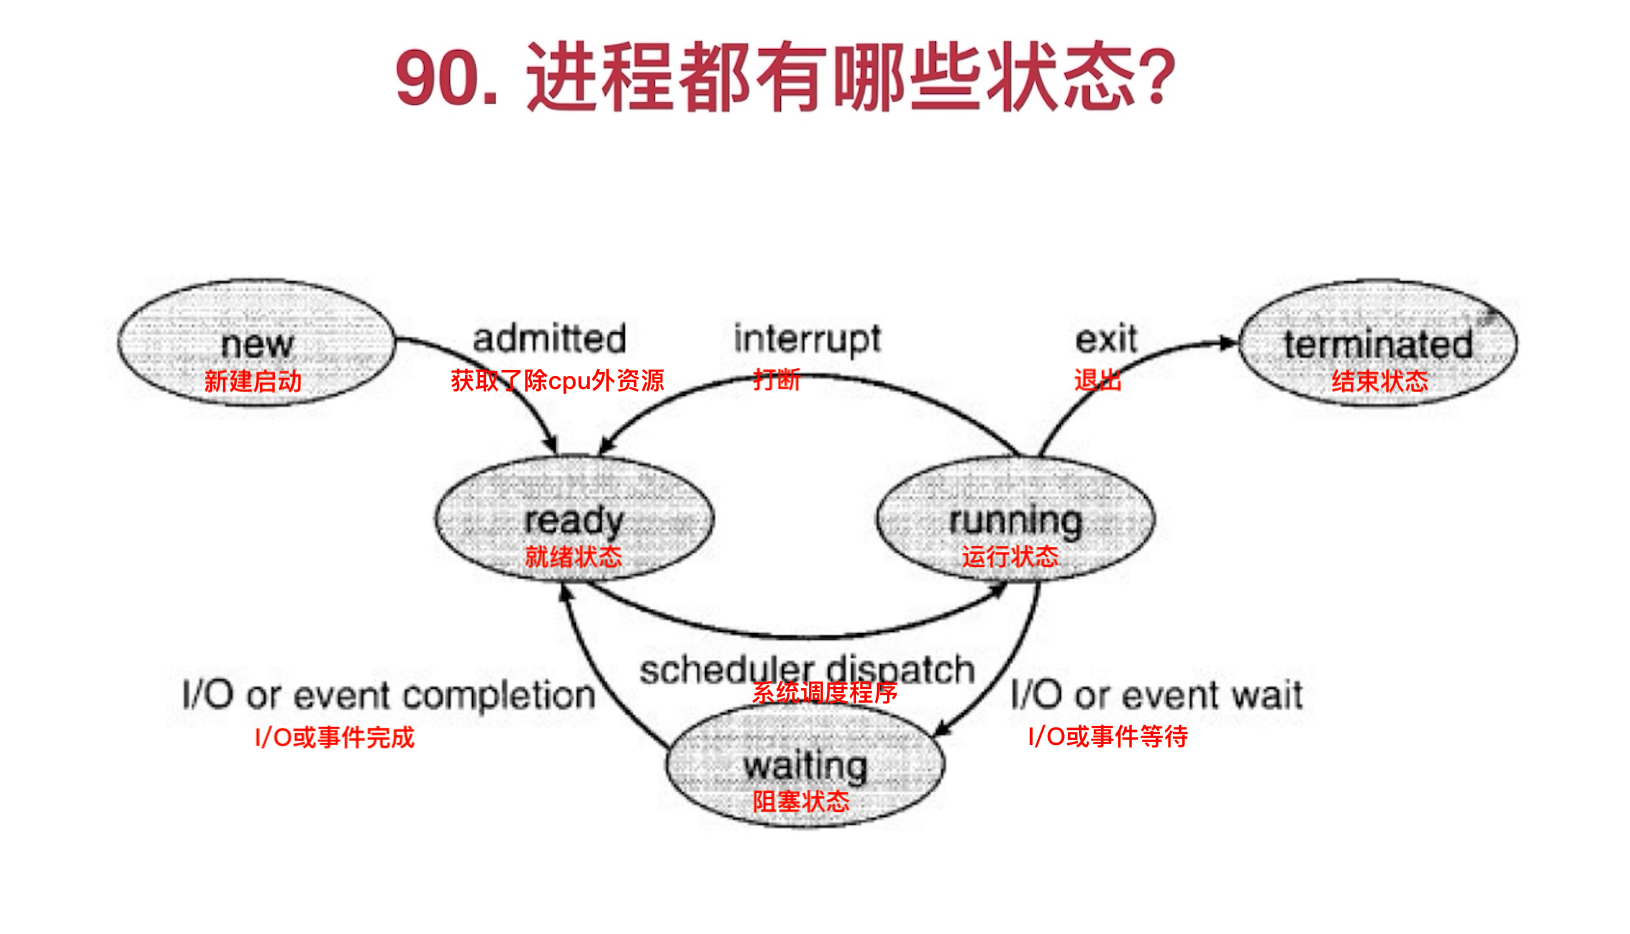 90. 进程都有哪些状态?
new
新建启动
admitted
获取了除cpu外资源
interrupt
打断
exit
退出
terminated
结束状态
ready
就绪状态
running
运行状态
scheduler dispatch
系统调度程序
I/O or event completion
I/O或事件完成
I/O or event wait
I/O或事件等待
waiting
阻塞状态